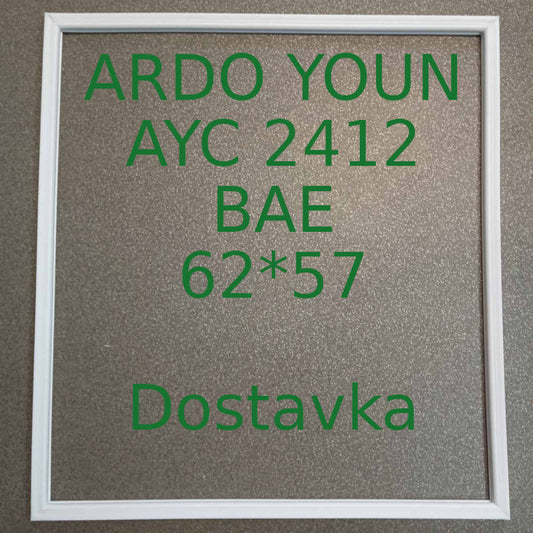 ARDO YOUN
AYC 2412
BAE
62*57
Dostavka